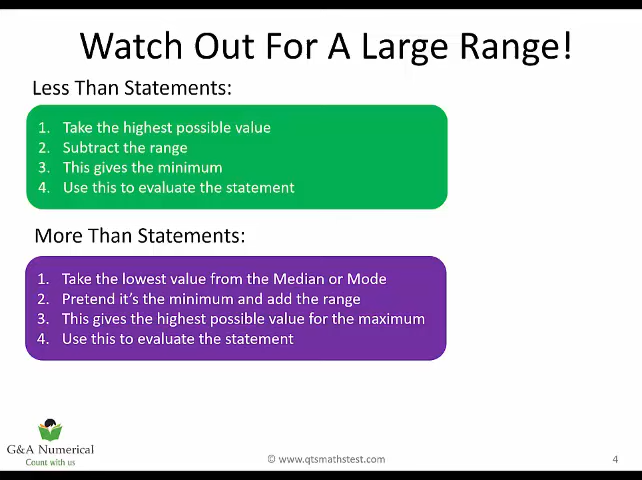 Watch Out For A Large Range!
Less Than Statements:
1. Take the highest possible value
2. Subtract the range
3. This gives the minimum
4. Use this to evaluate the statement
More Than Statements:
1. Take the lowest value from the Median or Mode
2. Pretend it's the minimum and add the range
3. This gives the highest possible value for the maximum
4. Use this to evaluate the statement
G&A Numerical
Count with us
© www.qtsmathstest.com
4